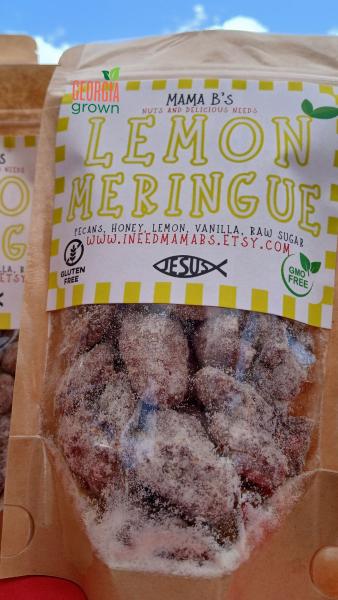 GEORGIA
grown
MAMA B'S
NUTS AND DELICIOUS NEEDS
LEMON
MERINGUE
PECANS, HONEY, LEMON, VANILLA, RAW SUGAR
WWW.INEEDMAMABS.ETSY.COM
GLUTEN
FREE
JESUS
GMO
FREE